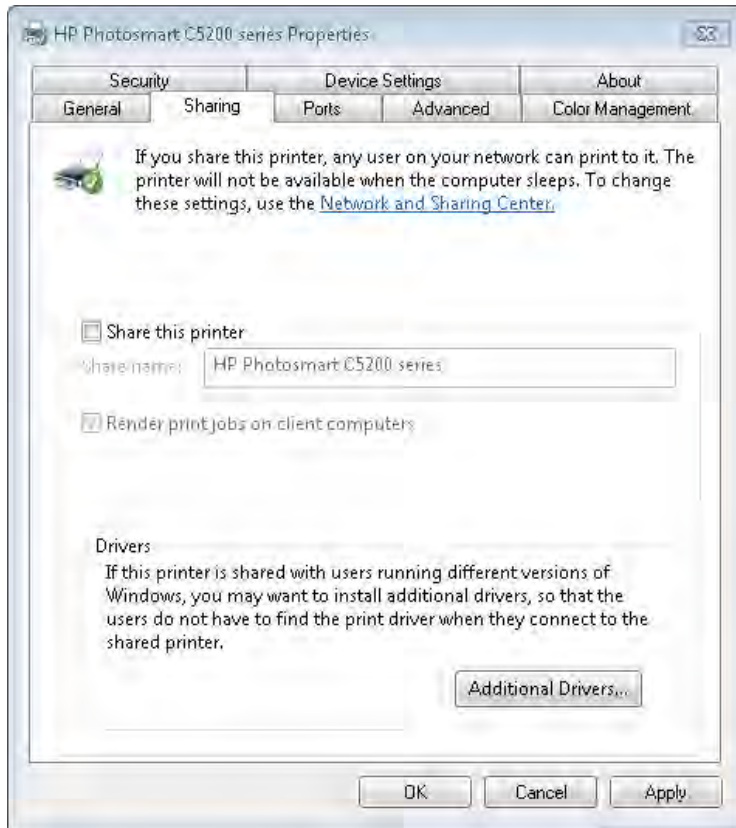 HP Photosmart C5200 series Properties
Security Device Settings About
General Sharing Ports Advanced Color Management
If you share this printer, any user on your network can print to it. The
printer will not be available when the computer sleeps. To change
these settings, use the Network and Sharing Center.
Share this printer
Share name: HP Photosmart C5200 series
Render print jobs on client computers
Drivers
If this printer is shared with users running different versions of
Windows, you may want to install additional drivers, so that the
users do not have to find the print driver when they connect to the
shared printer.
Additional Drivers...
OK Cancel Apply